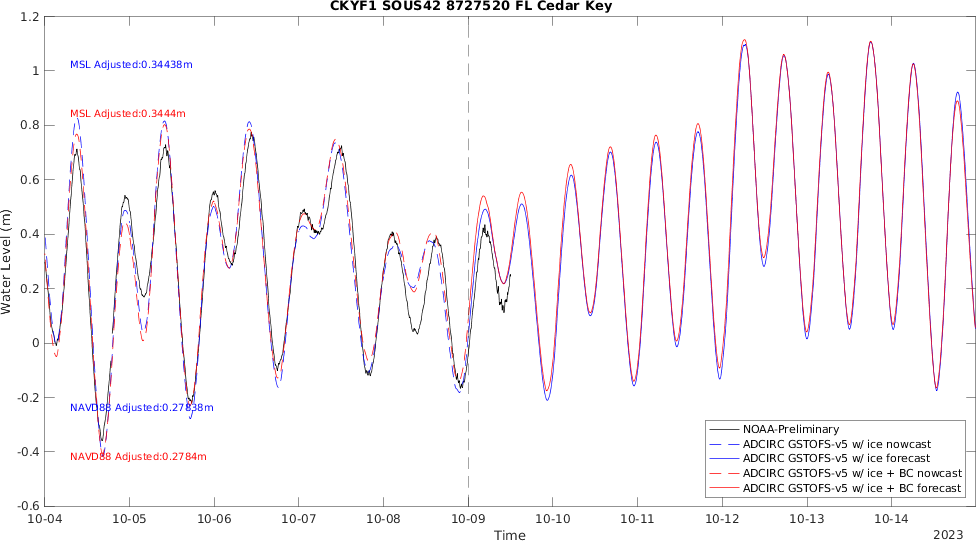 CKYF1 SOUS42 8727520 FL Cedar Key
1.2
1
0.8
0.6
0.4
0.2
0
-0.2
-0.4
-0.6
Water Level (m)
MSL Adjusted:0.34438m
MSL Adjusted:0.3444m
NAVD88 Adjusted:0.27838m
NAVD88 Adjusted:0.2784m
NOAA-Preliminary
ADCIRC GSTOFS-v5 w/ ice nowcast
ADCIRC GSTOFS-v5 w/ ice forecast
ADCIRC GSTOFS-v5 w/ ice + BC nowcast
ADCIRC GSTOFS-v5 w/ ice + BC forecast
10-04 10-05 10-06 10-07 10-08 10-09 10-10 10-11 10-12 10-13 10-14
Time
2023